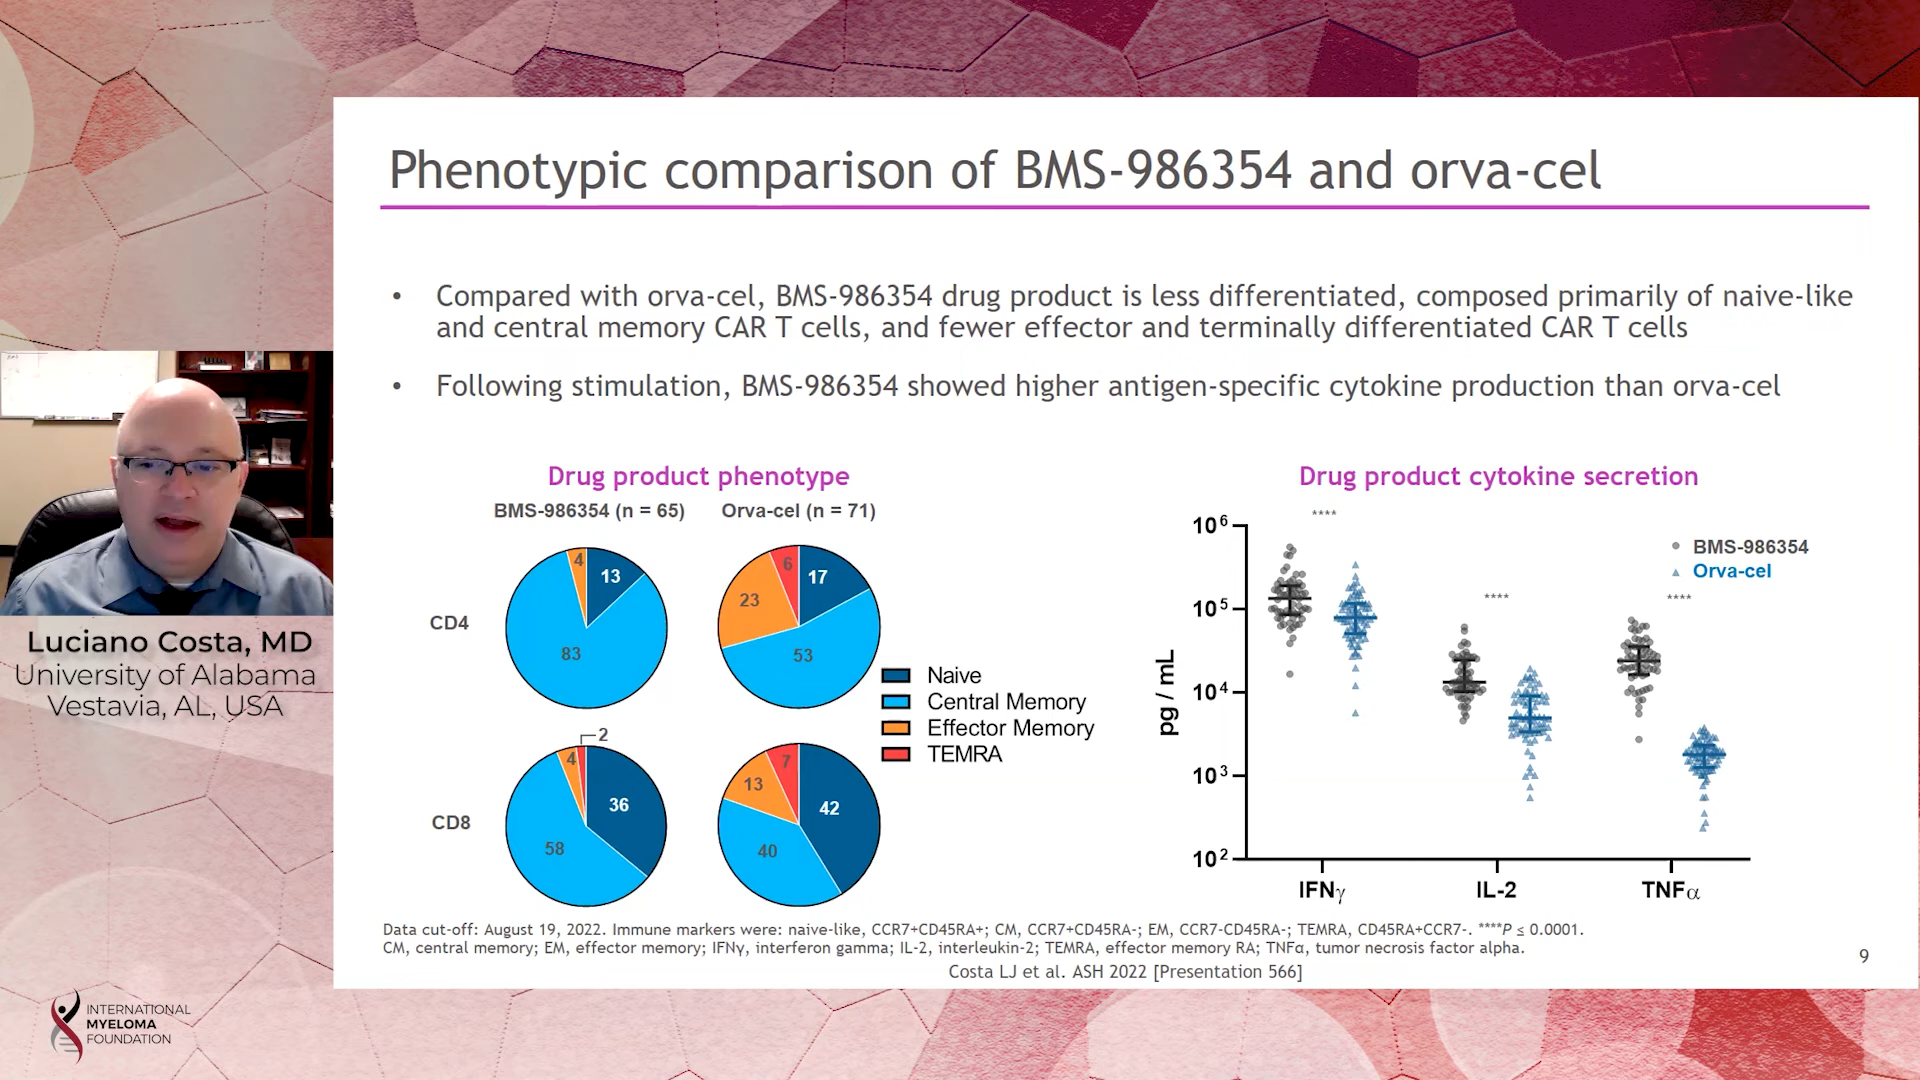 Phenotypic comparison of BMS-986354 and orva-cel
• Compared with orva-cel, BMS-986354 drug product is less differentiated, composed primarily of naive-like
and central memory CAR T cells, and fewer effector and terminally differentiated CAR T cells
• Following stimulation, BMS-986354 showed higher antigen-specific cytokine production than orva-cel
Drug product phenotype
BMS-986354 (n = 65)
Orva-cel (n = 71)
CD4
4
13
83
6
17
23
53
CD8
2
4
36
58
7
13
42
40
Naive
Central Memory
Effector Memory
TEMRA
Drug product cytokine secretion
pg / mL
10⁶
10⁵
10⁴
10³
10²
****
****
****
BMS-986354
Orva-cel
IFNγ
IL-2
TNFα
Data cut-off: August 19, 2022. Immune markers were: naive-like, CCR7+CD45RA+; CM, CCR7+CD45RA-; EM, CCR7-CD45RA-; TEMRA, CD45RA+CCR7-. ****P ≤ 0.0001.
CM, central memory; EM, effector memory; IFNγ, interferon gamma; IL-2, interleukin-2; TEMRA, effector memory RA; TNFα, tumor necrosis factor alpha.
Costa LJ et al. ASH 2022 [Presentation 566]
9
Luciano Costa, MD
University of Alabama
Vestavia, AL, USA
INTERNATIONAL
MYELOMA
FOUNDATION